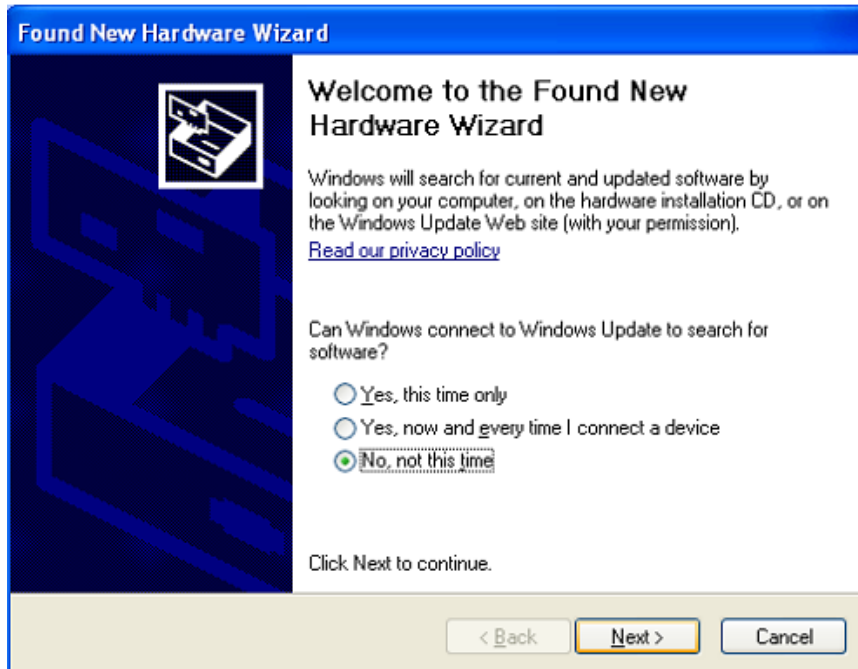 Found New Hardware Wizard
Welcome to the Found New
Hardware Wizard
Windows will search for current and updated software by
looking on your computer, on the hardware installation CD, or on
the Windows Update Web site (with your permission).
Read our privacy policy
Can Windows connect to Windows Update to search for
software?
Yes, this time only
Yes, now and every time I connect a device
No, not this time
Click Next to continue.
< Back Next > Cancel